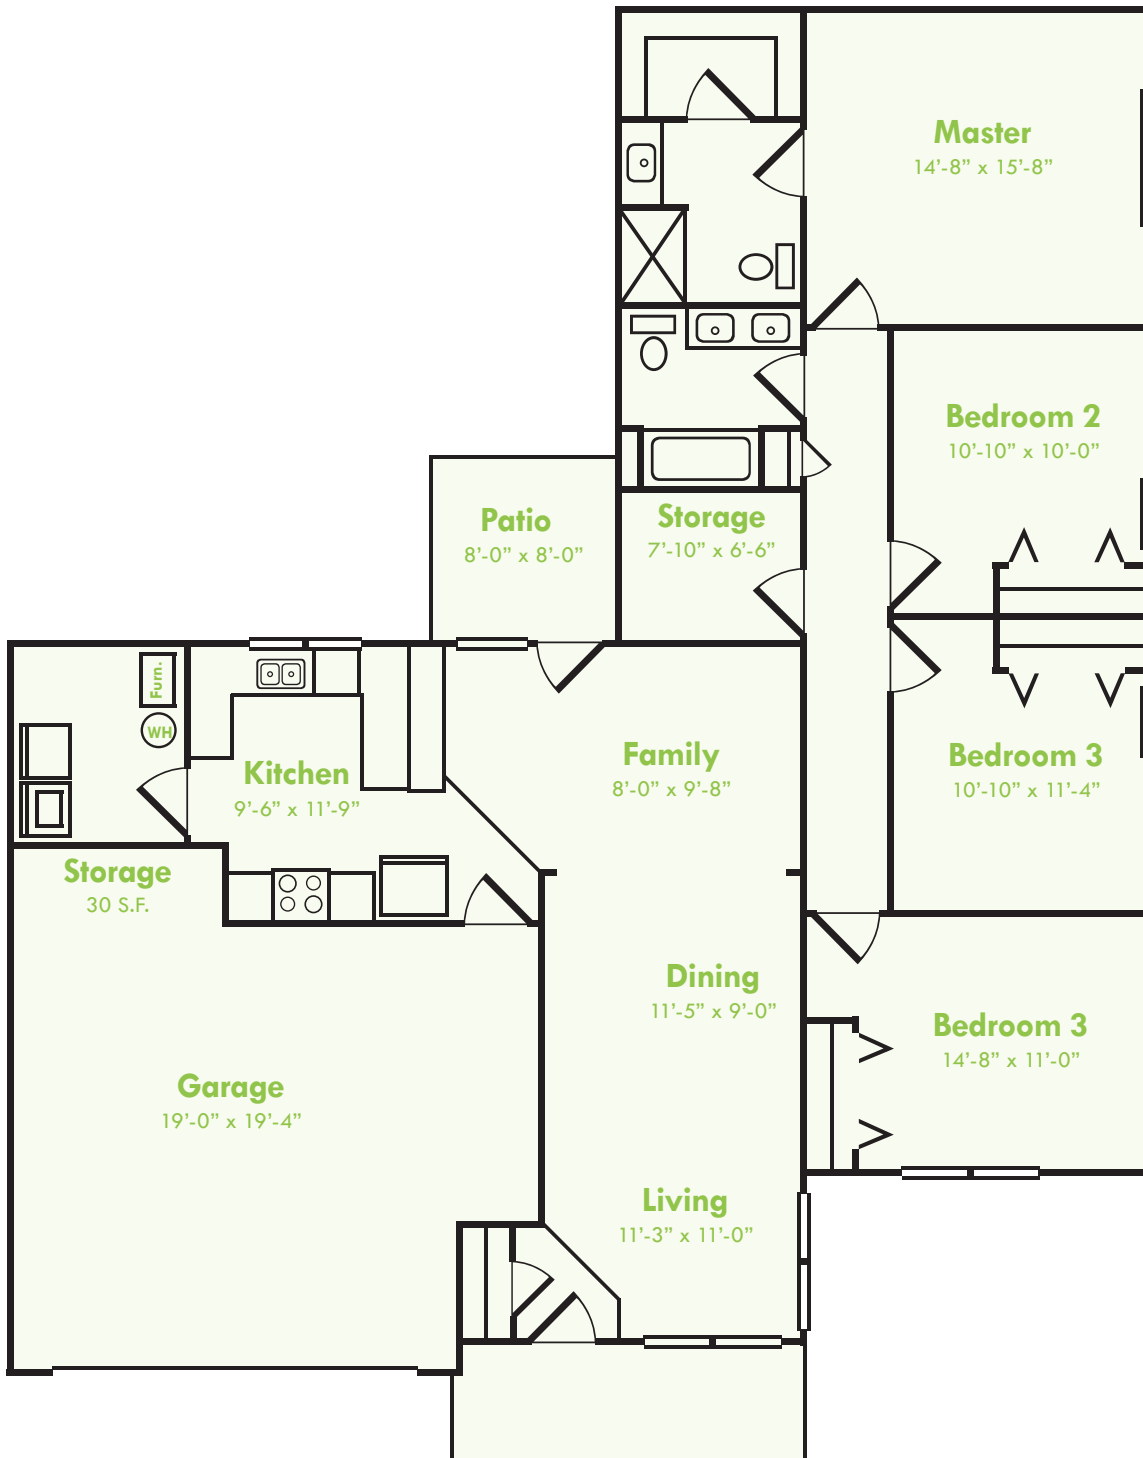 Master
14’-8” x 15’-8”
Bedroom 2
10’-10” x 10’-0”
Patio
8’-0” x 8’-0”
Storage
7’-10” x 6’-6”
Furn.
WH
Kitchen
9’-6” x 11’-9”
Family
8’-0” x 9’-8”
Bedroom 3
10’-10” x 11’-4”
Storage
30 S.F.
Dining
11’-5” x 9’-0”
Bedroom 3
14’-8” x 11’-0”
Garage
19’-0” x 19’-4”
Living
11’-3” x 11’-0”